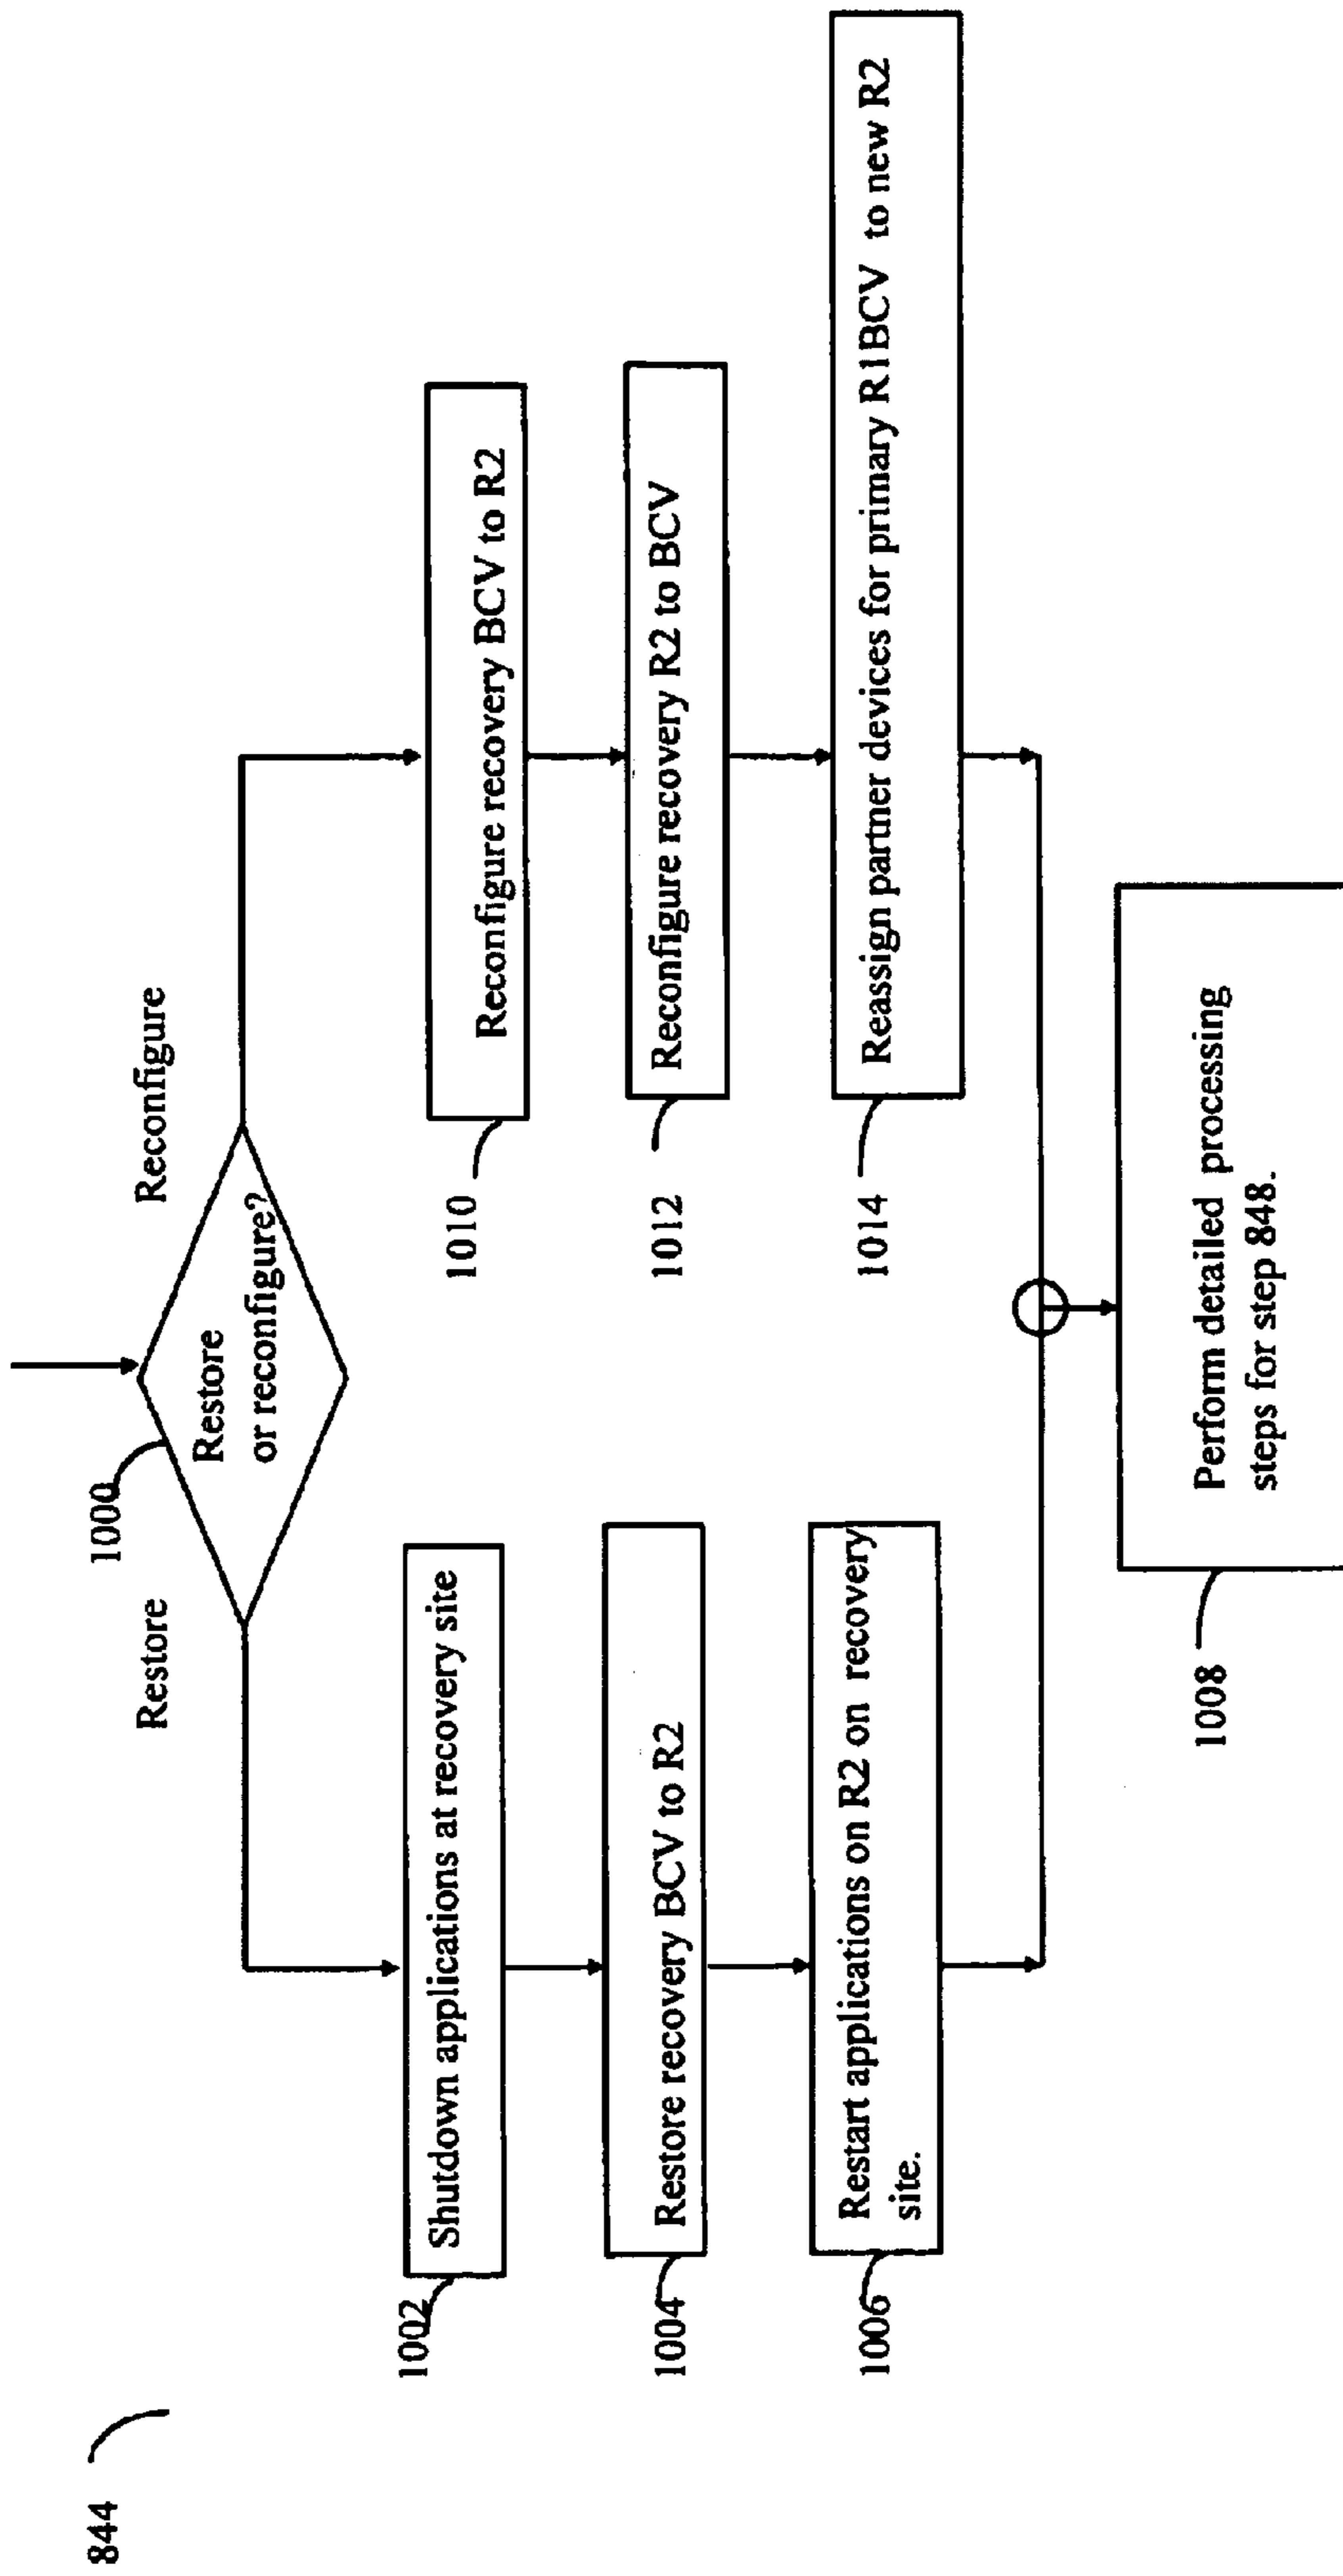 844
1000
Restore
or reconfigure?
Restore
Reconfigure
1002
Shutdown applications at recovery site
1004
Restore recovery BCV to R2
1006
Restart applications on R2 on recovery
site.
1010
Reconfigure recovery BCV to R2
1012
Reconfigure recovery R2 to BCV
1014
Reassign partner devices for primary R1BCV to new R2
1008
Perform detailed processing
steps for step 848.